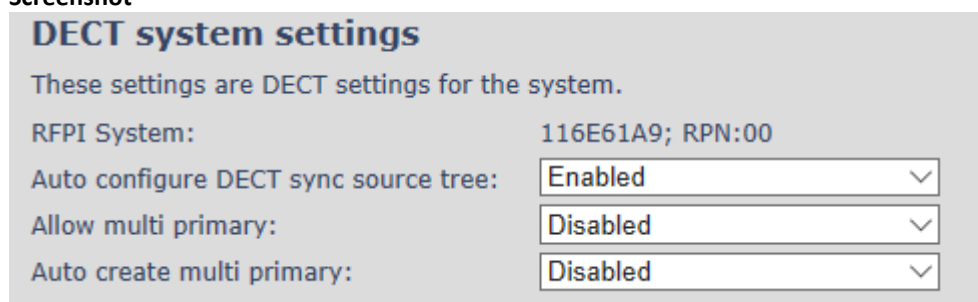 Screenshot
DECT system settings
These settings are DECT settings for the system.
RFPI System: 116E61A9; RPN:00
Auto configure DECT sync source tree: Enabled
Allow multi primary: Disabled
Auto create multi primary: Disabled